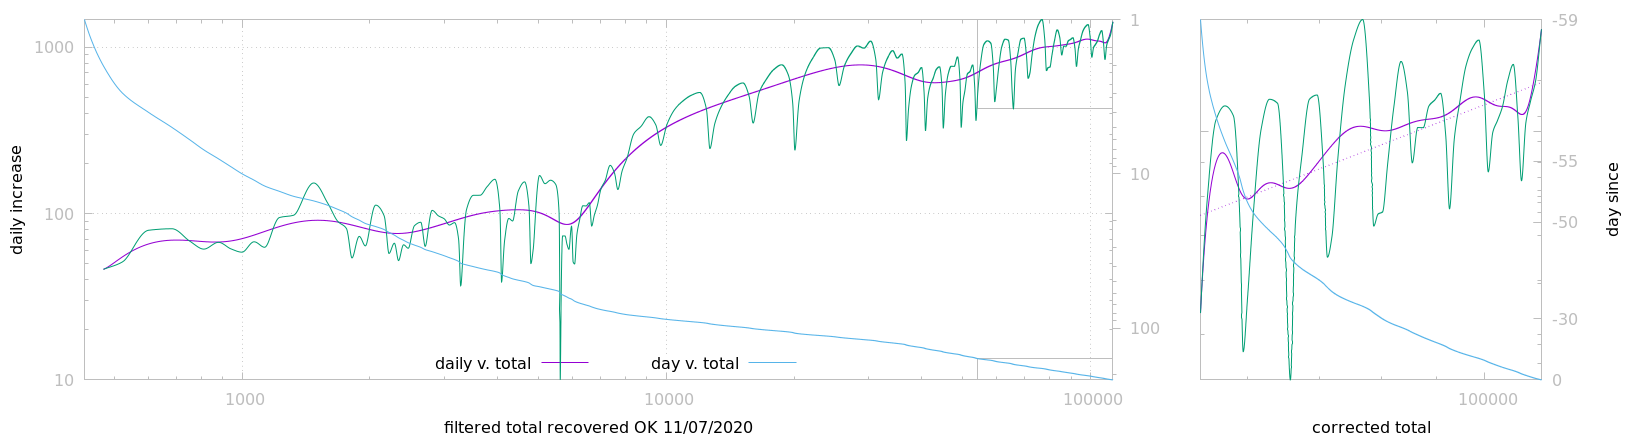 1000
100
10
daily increase
1000
10000
100000
1
10
100
daily v. total
day v. total
filtered total recovered OK 11/07/2020
-59
-55
-50
-30
0
day since
100000
corrected total